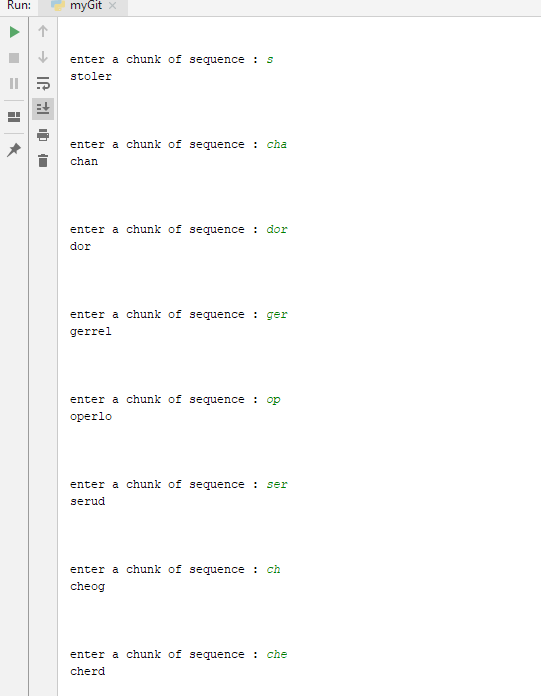 Run: myGit
enter a chunk of sequence : s
stoler
enter a chunk of sequence : cha
chan
enter a chunk of sequence : dor
dor
enter a chunk of sequence : ger
gerrel
enter a chunk of sequence : op
operlo
enter a chunk of sequence : ser
serud
enter a chunk of sequence : ch
cheog
enter a chunk of sequence : che
cherd